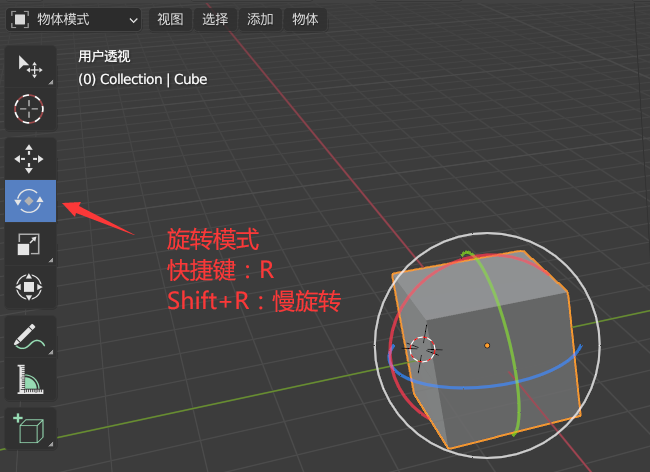 物体模式 视图 选择 添加 物体
用户透视
(0) Collection | Cube
旋转模式
快捷键：R
Shift+R：慢旋转